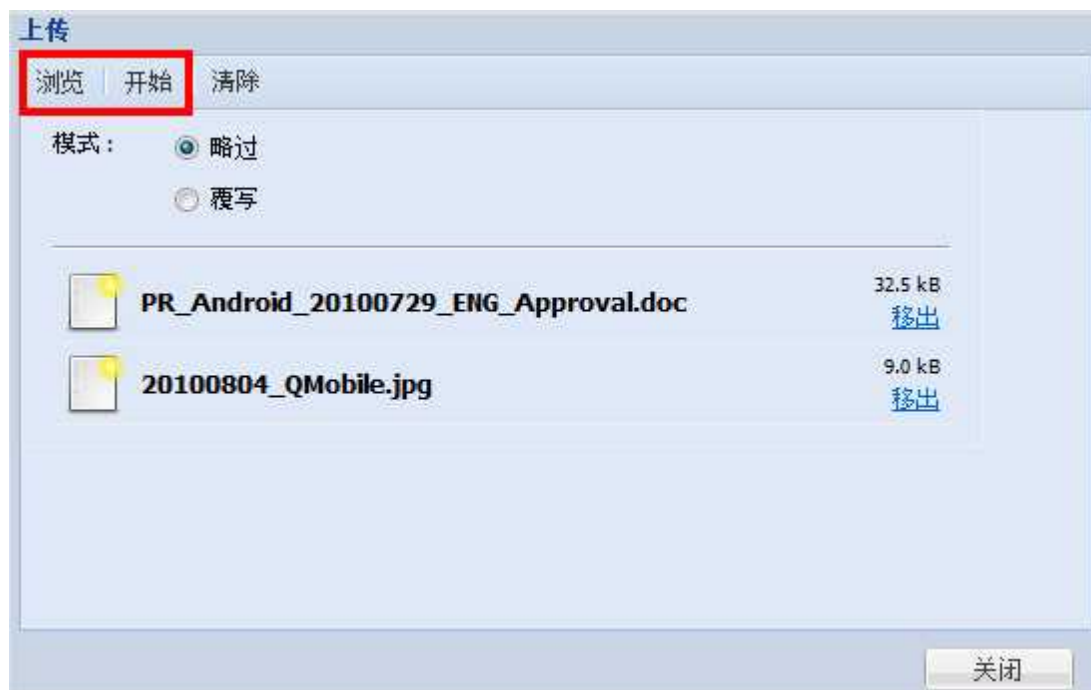 上传
浏览 开始 清除
模式： 略过
覆写
PR_Android_20100729_ENG_Approval.doc 32.5 kB
移出
20100804_QMobile.jpg 9.0 kB
移出
关闭